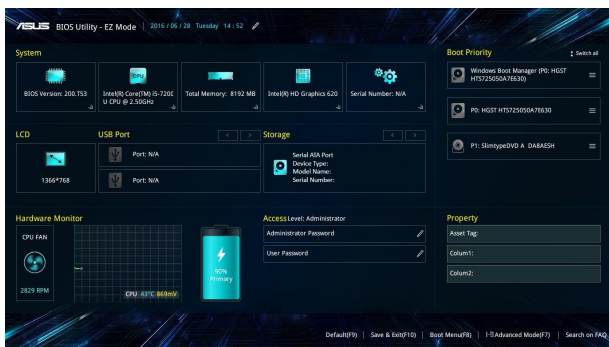 ASUS BIOS Utility - EZ Mode 2016 / 06 / 28 Tuesday 14 : 52
System
BIOS Version: 200.T53
CPU
Intel(R) Core(TM) i5-7200
U CPU @ 2.50GHz
Total Memory: 8192 MB
Intel(R) HD Graphics 620
Serial Number: N/A
Boot Priority
Switch all
Windows Boot Manager (P0: HGST
HTS725050A7E630)
P0: HGST HTS725050A7E630
P1: SlimtypeDVD A DA8AESH
LCD
1366*768
USB Port
Port: N/A
Port: N/A
Storage
Serial ATA Port
Device Type:
Model Name:
Serial Number:
Hardware Monitor
CPU FAN
2829 RPM
CPU 43°C 869mV
90%
Primary
Access Level: Administrator
Administrator Password
User Password
Property
Asset Tag:
Colum1:
Colum2:
Default(F9) | Save & Exit(F10) | Boot Menu(F8) | Advanced Mode(F7) | Search on FAQ